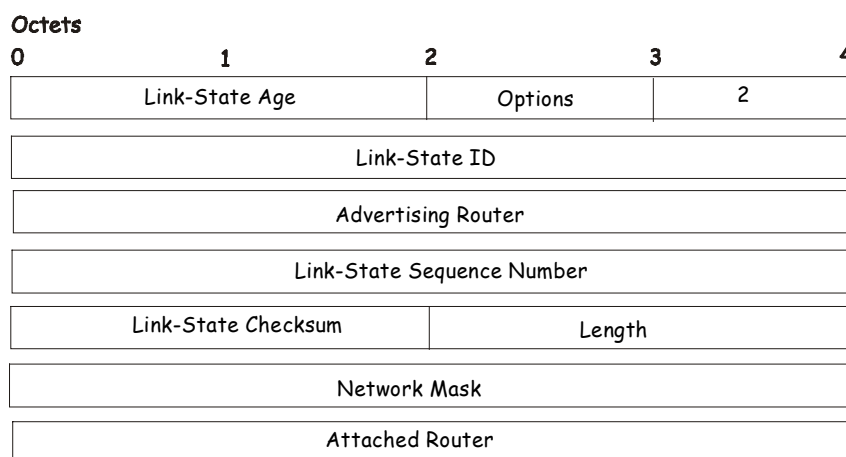 Octets
0 1 2 3 4
Link-State Age Options 2
Link-State ID
Advertising Router
Link-State Sequence Number
Link-State Checksum Length
Network Mask
Attached Router